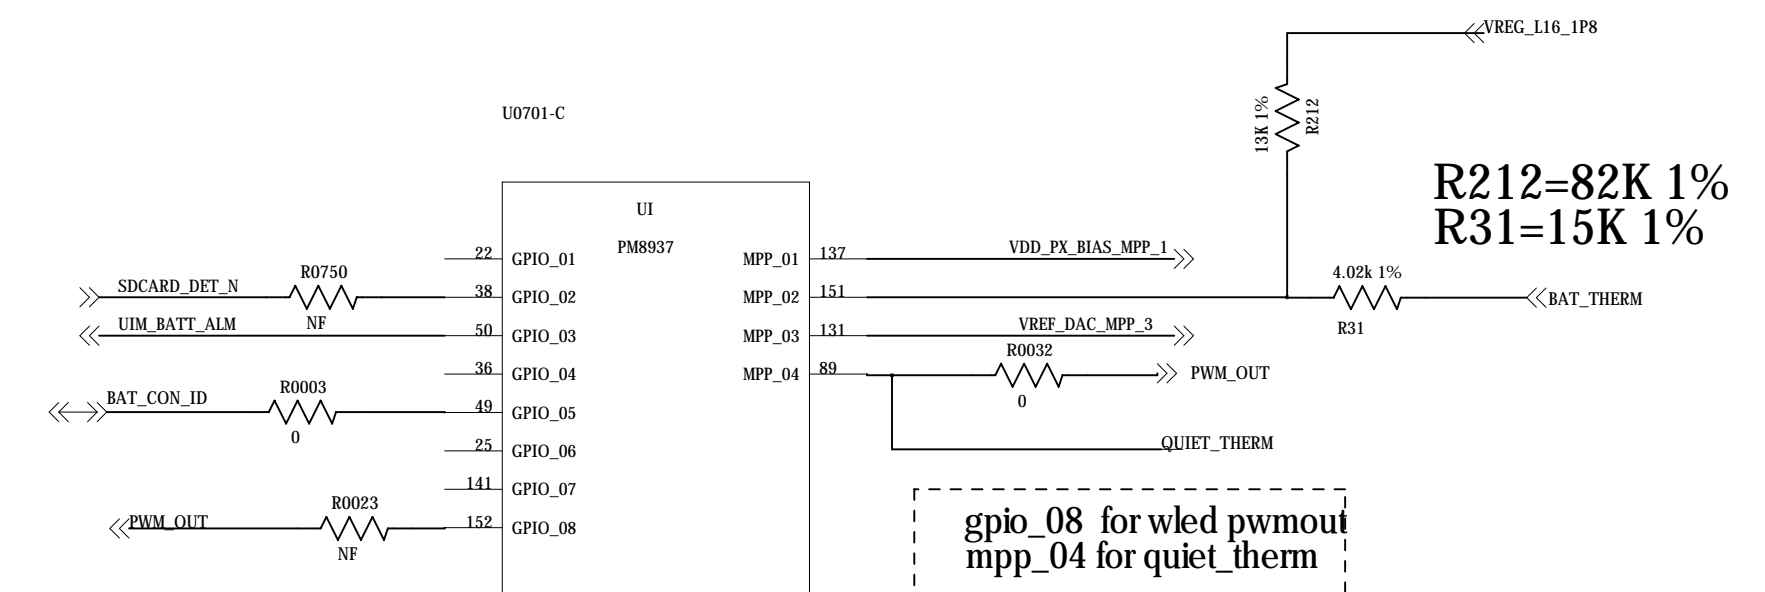 VREG_L16_1P8
13K 1%
R212
U0701-C
R212=82K 1%
R31=15K 1%
UI
PM8937
22 GPIO_01
MPP_01 137 VDD_PX_BIAS_MPP_1
SDCARD_DET_N R0750 NF 38 GPIO_02
MPP_02 151
4.02k 1%
R31
BAT_THERM
UIM_BATT_ALM 50 GPIO_03
MPP_03 131 VREF_DAC_MPP_3
36 GPIO_04
MPP_04 89
R0032
0
PWM_OUT
BAT_CON_ID R0003 0 49 GPIO_05
25 GPIO_06
QUIET_THERM
141 GPIO_07
PWM_OUT R0023 NF 152 GPIO_08
gpio_08 for wled pwmout
mpp_04 for quiet_therm